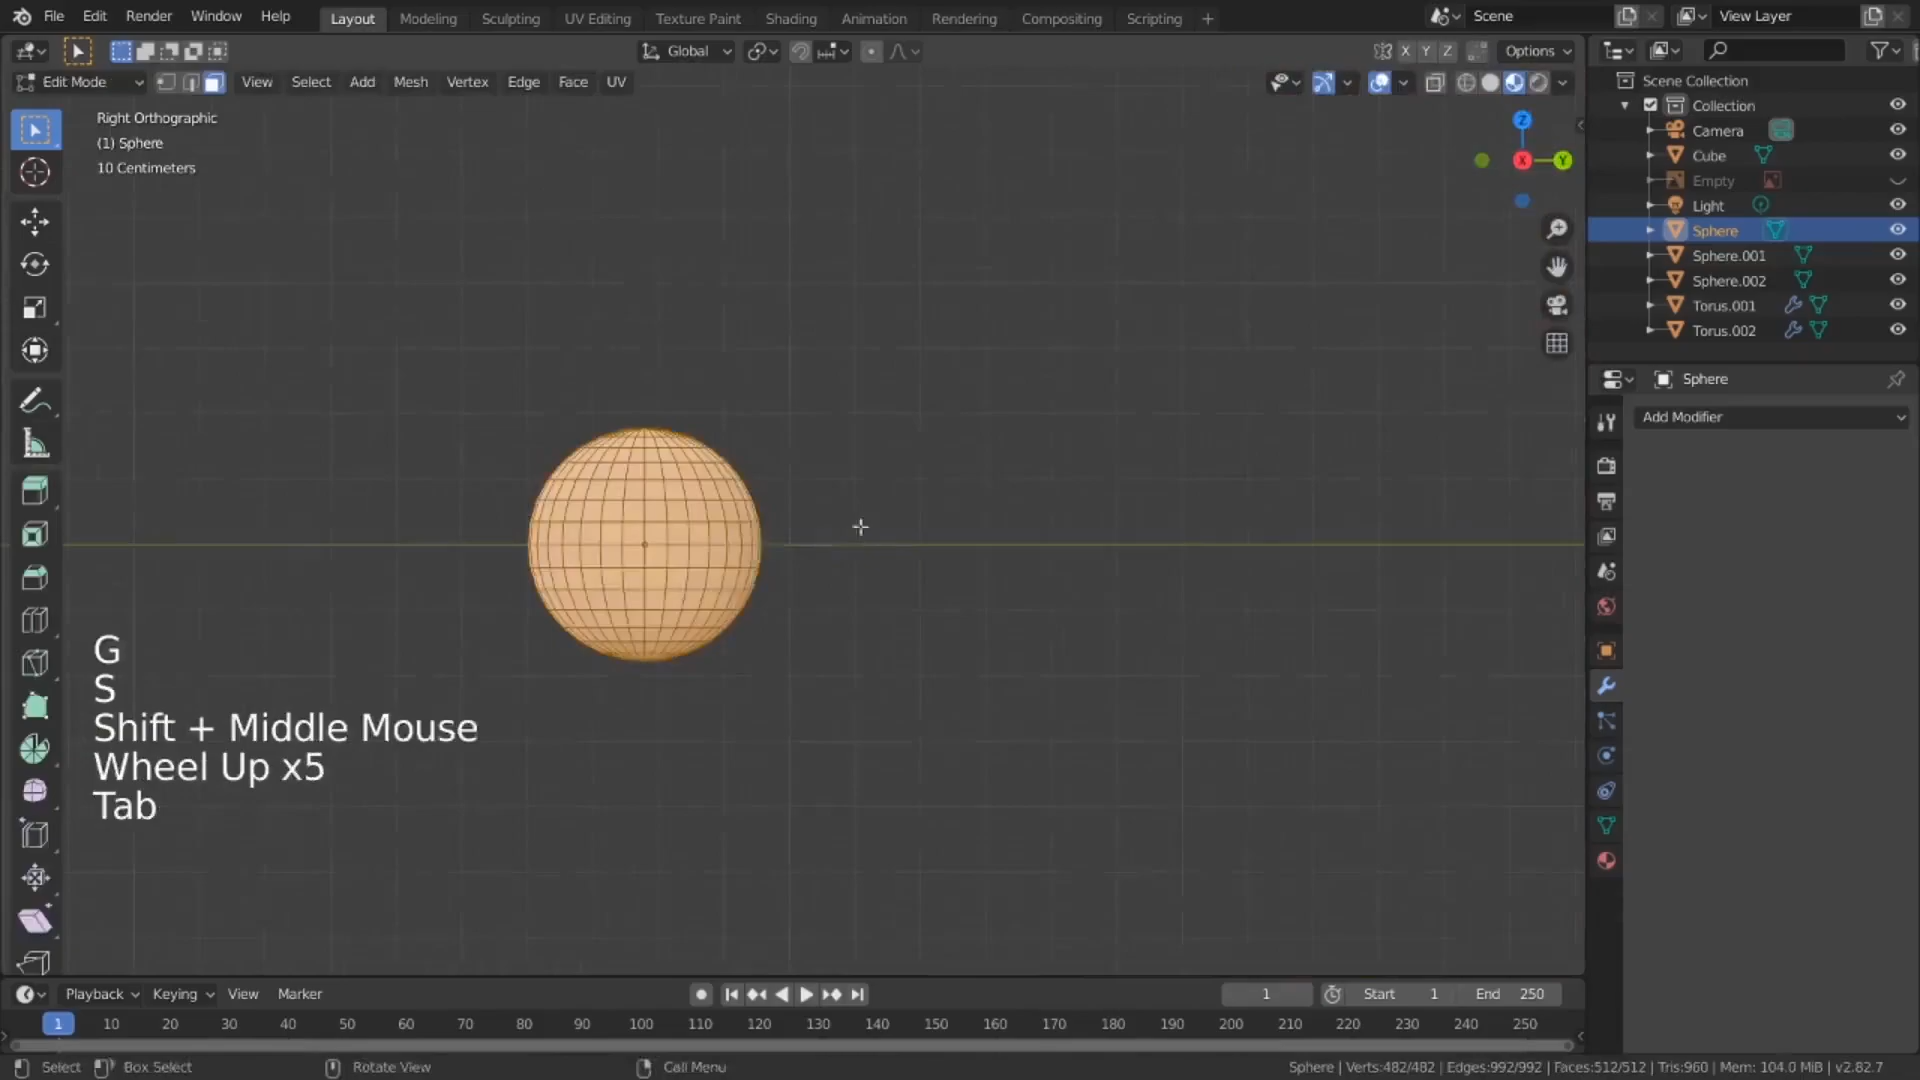 File Edit Render Window Help Layout Modeling Sculpting UV Editing Texture Paint Shading Animation Rendering Compositing Scripting + Scene View Layer
Global X Y Z Options
Edit Mode View Select Add Mesh Vertex Edge Face UV
Right Orthographic
(1) Sphere
10 Centimeters
Z
X
Y
Scene Collection
Collection
Camera
Cube
Empty
Light
Sphere
Sphere.001
Sphere.002
Torus.001
Torus.002
Sphere
Add Modifier
G
S
Shift + Middle Mouse
Wheel Up x5
Tab
Playback Keying View Marker 1 Start 1 End 250
1 10 20 30 40 50 60 70 80 90 100 110 120 130 140 150 160 170 180 190 200 210 220 230 240 250
Select Box Select Rotate View Call Menu Sphere | Verts:482/482 | Edges:992/992 | Faces:512/512 | Tris:960 | Mem: 104.0 MiB | v2.82.7